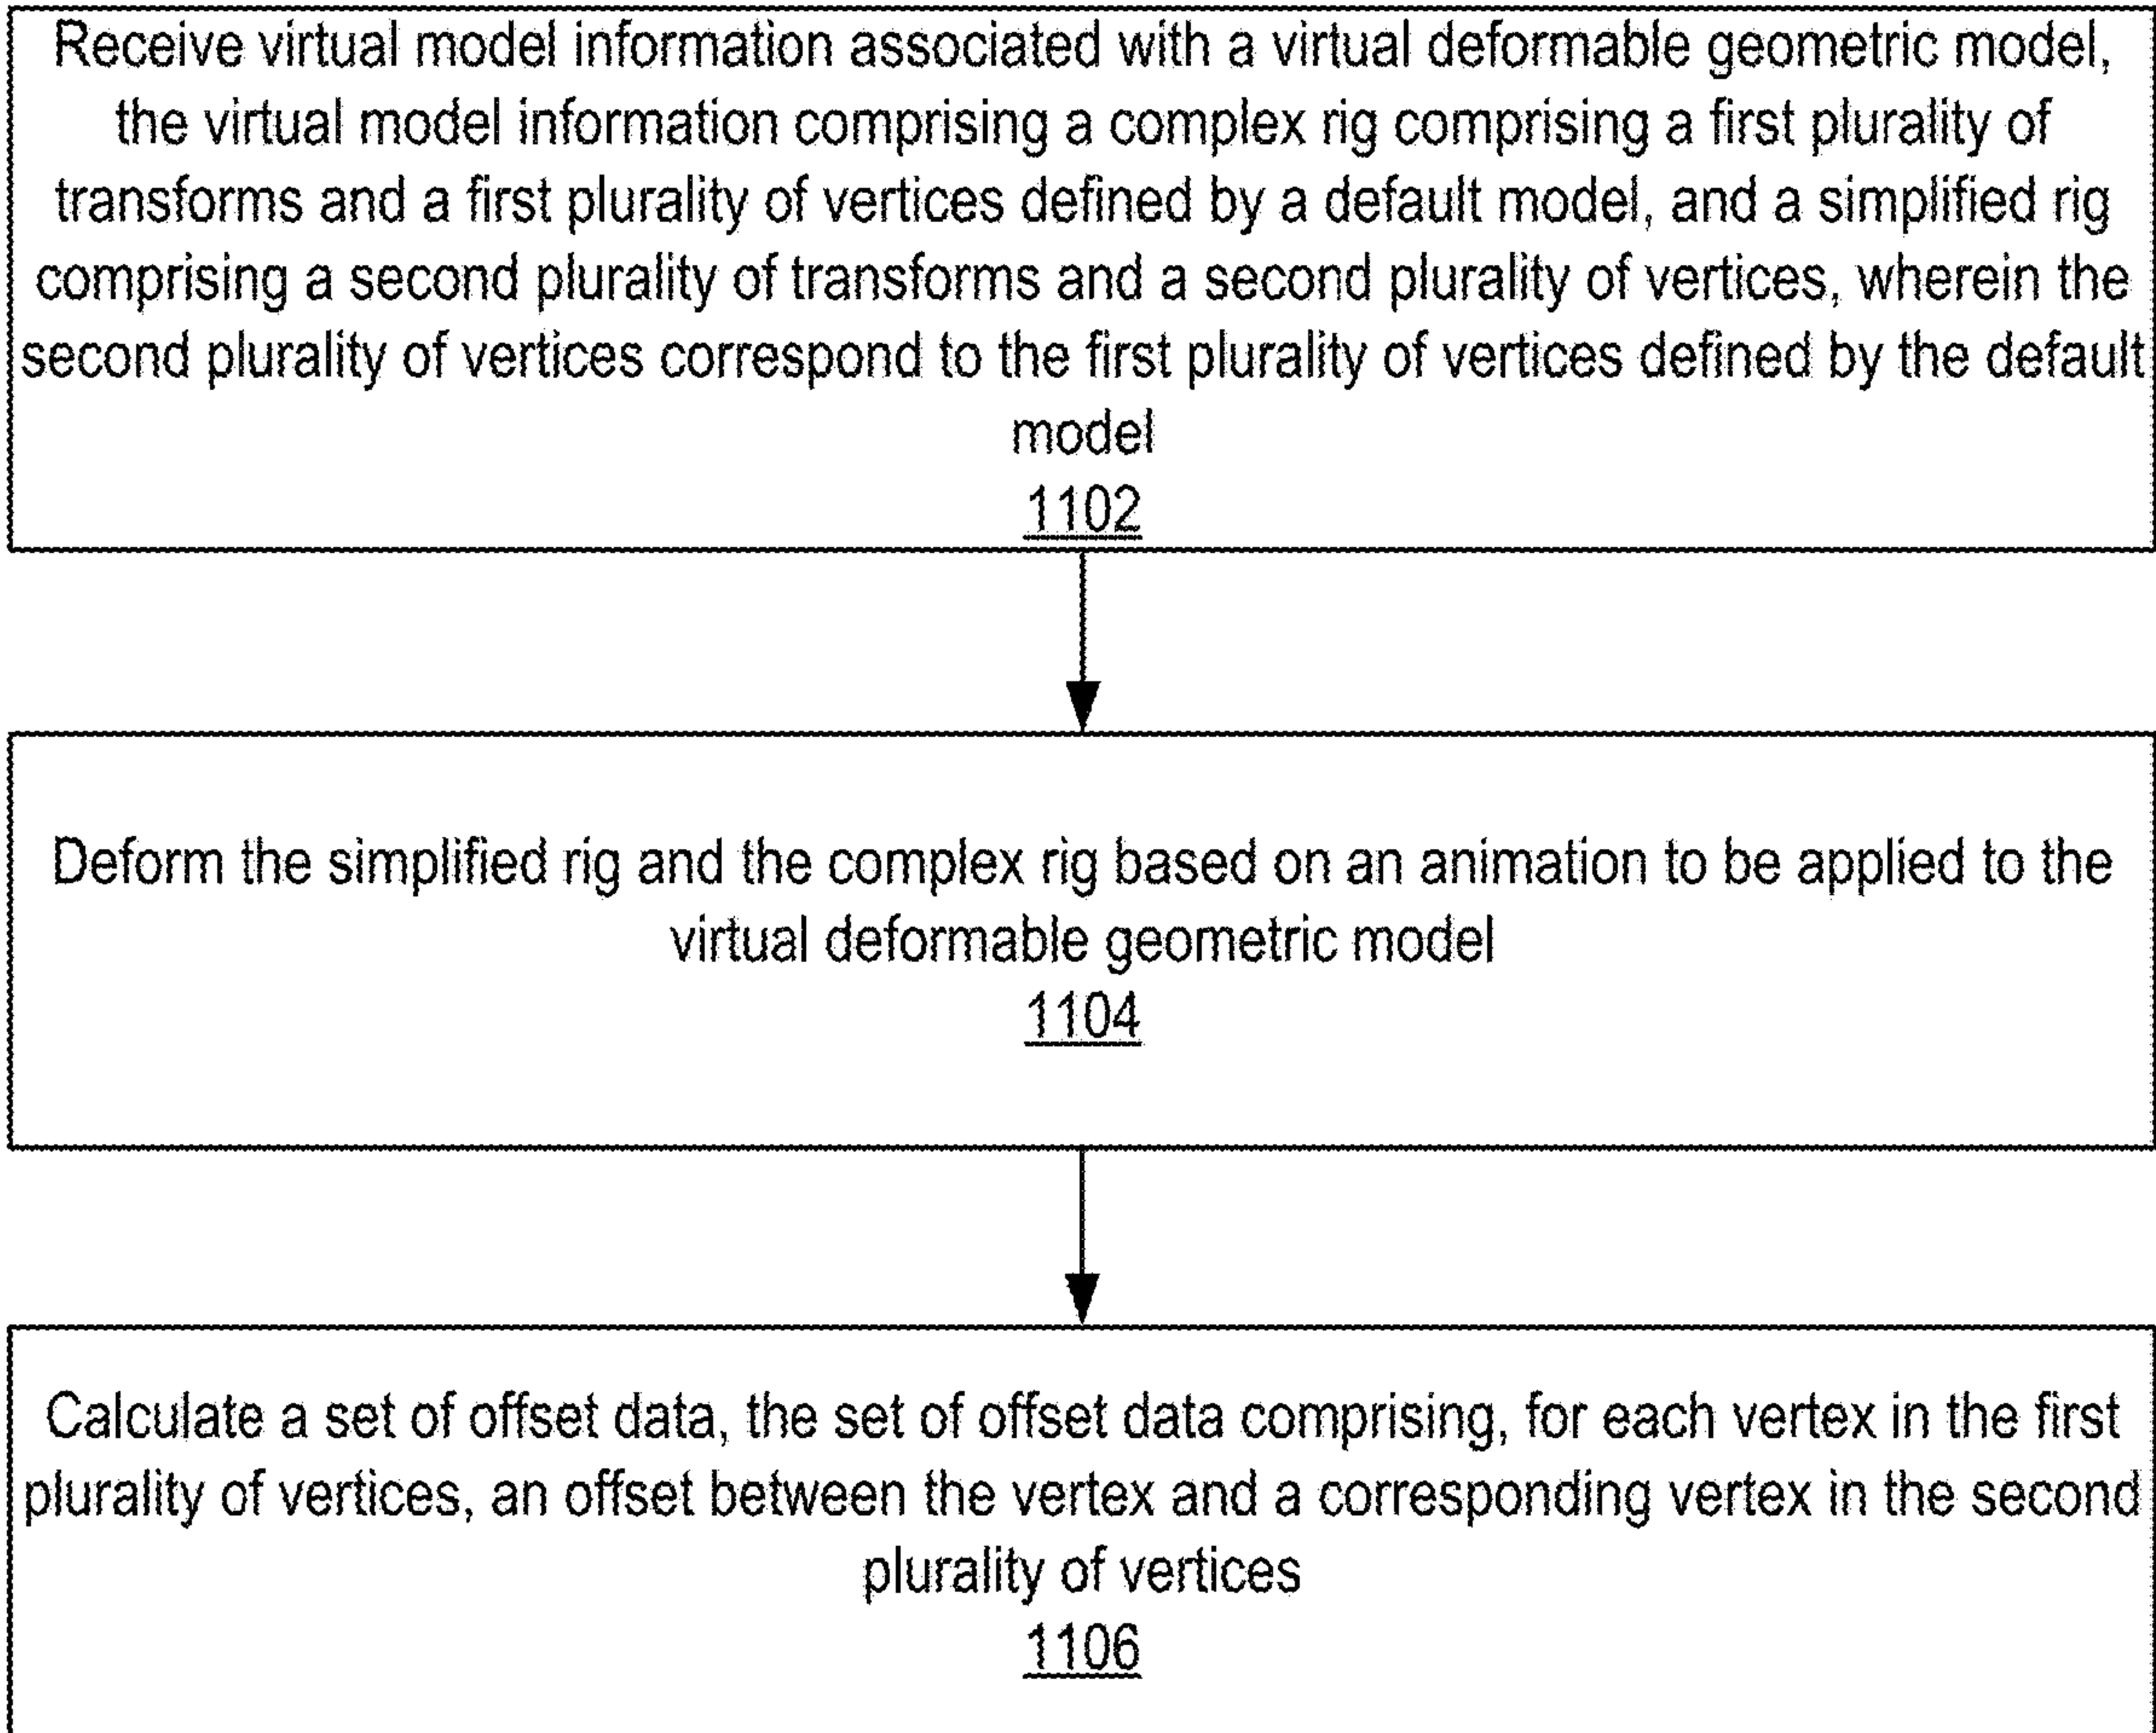 Receive virtual model information associated with a virtual deformable geometric model,
the virtual model information comprising a complex rig comprising a first plurality of
transforms and a first plurality of vertices defined by a default model, and a simplified rig
comprising a second plurality of transforms and a second plurality of vertices, wherein the
second plurality of vertices correspond to the first plurality of vertices defined by the default
model
1102
Deform the simplified rig and the complex rig based on an animation to be applied to the
virtual deformable geometric model
1104
Calculate a set of offset data, the set of offset data comprising, for each vertex in the first
plurality of vertices, an offset between the vertex and a corresponding vertex in the second
plurality of vertices
1106